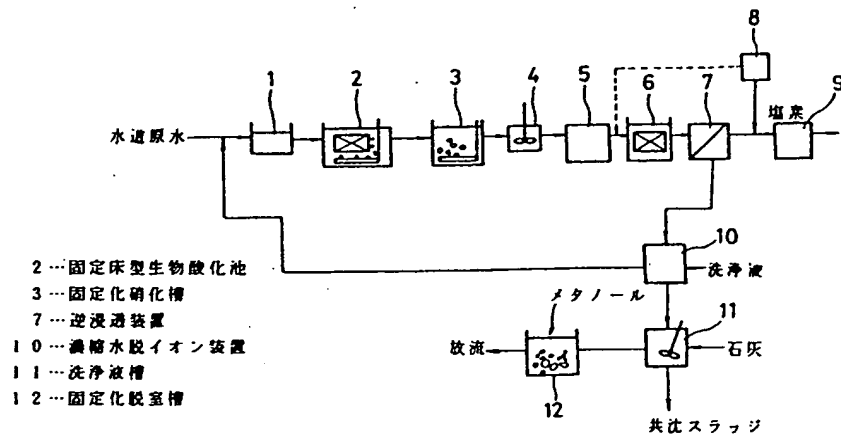 8
1 2 3 4 5 6 7 9
塩素
水道原水
10
洗浄液
2…固定床型生物酸化池
3…固定化硝化槽
7…逆浸透装置
10…濃縮水脱イオン装置
11…洗浄液槽
12…固定化脱窒槽
メタノール
11
放流
石灰
12
共沈スラッジ